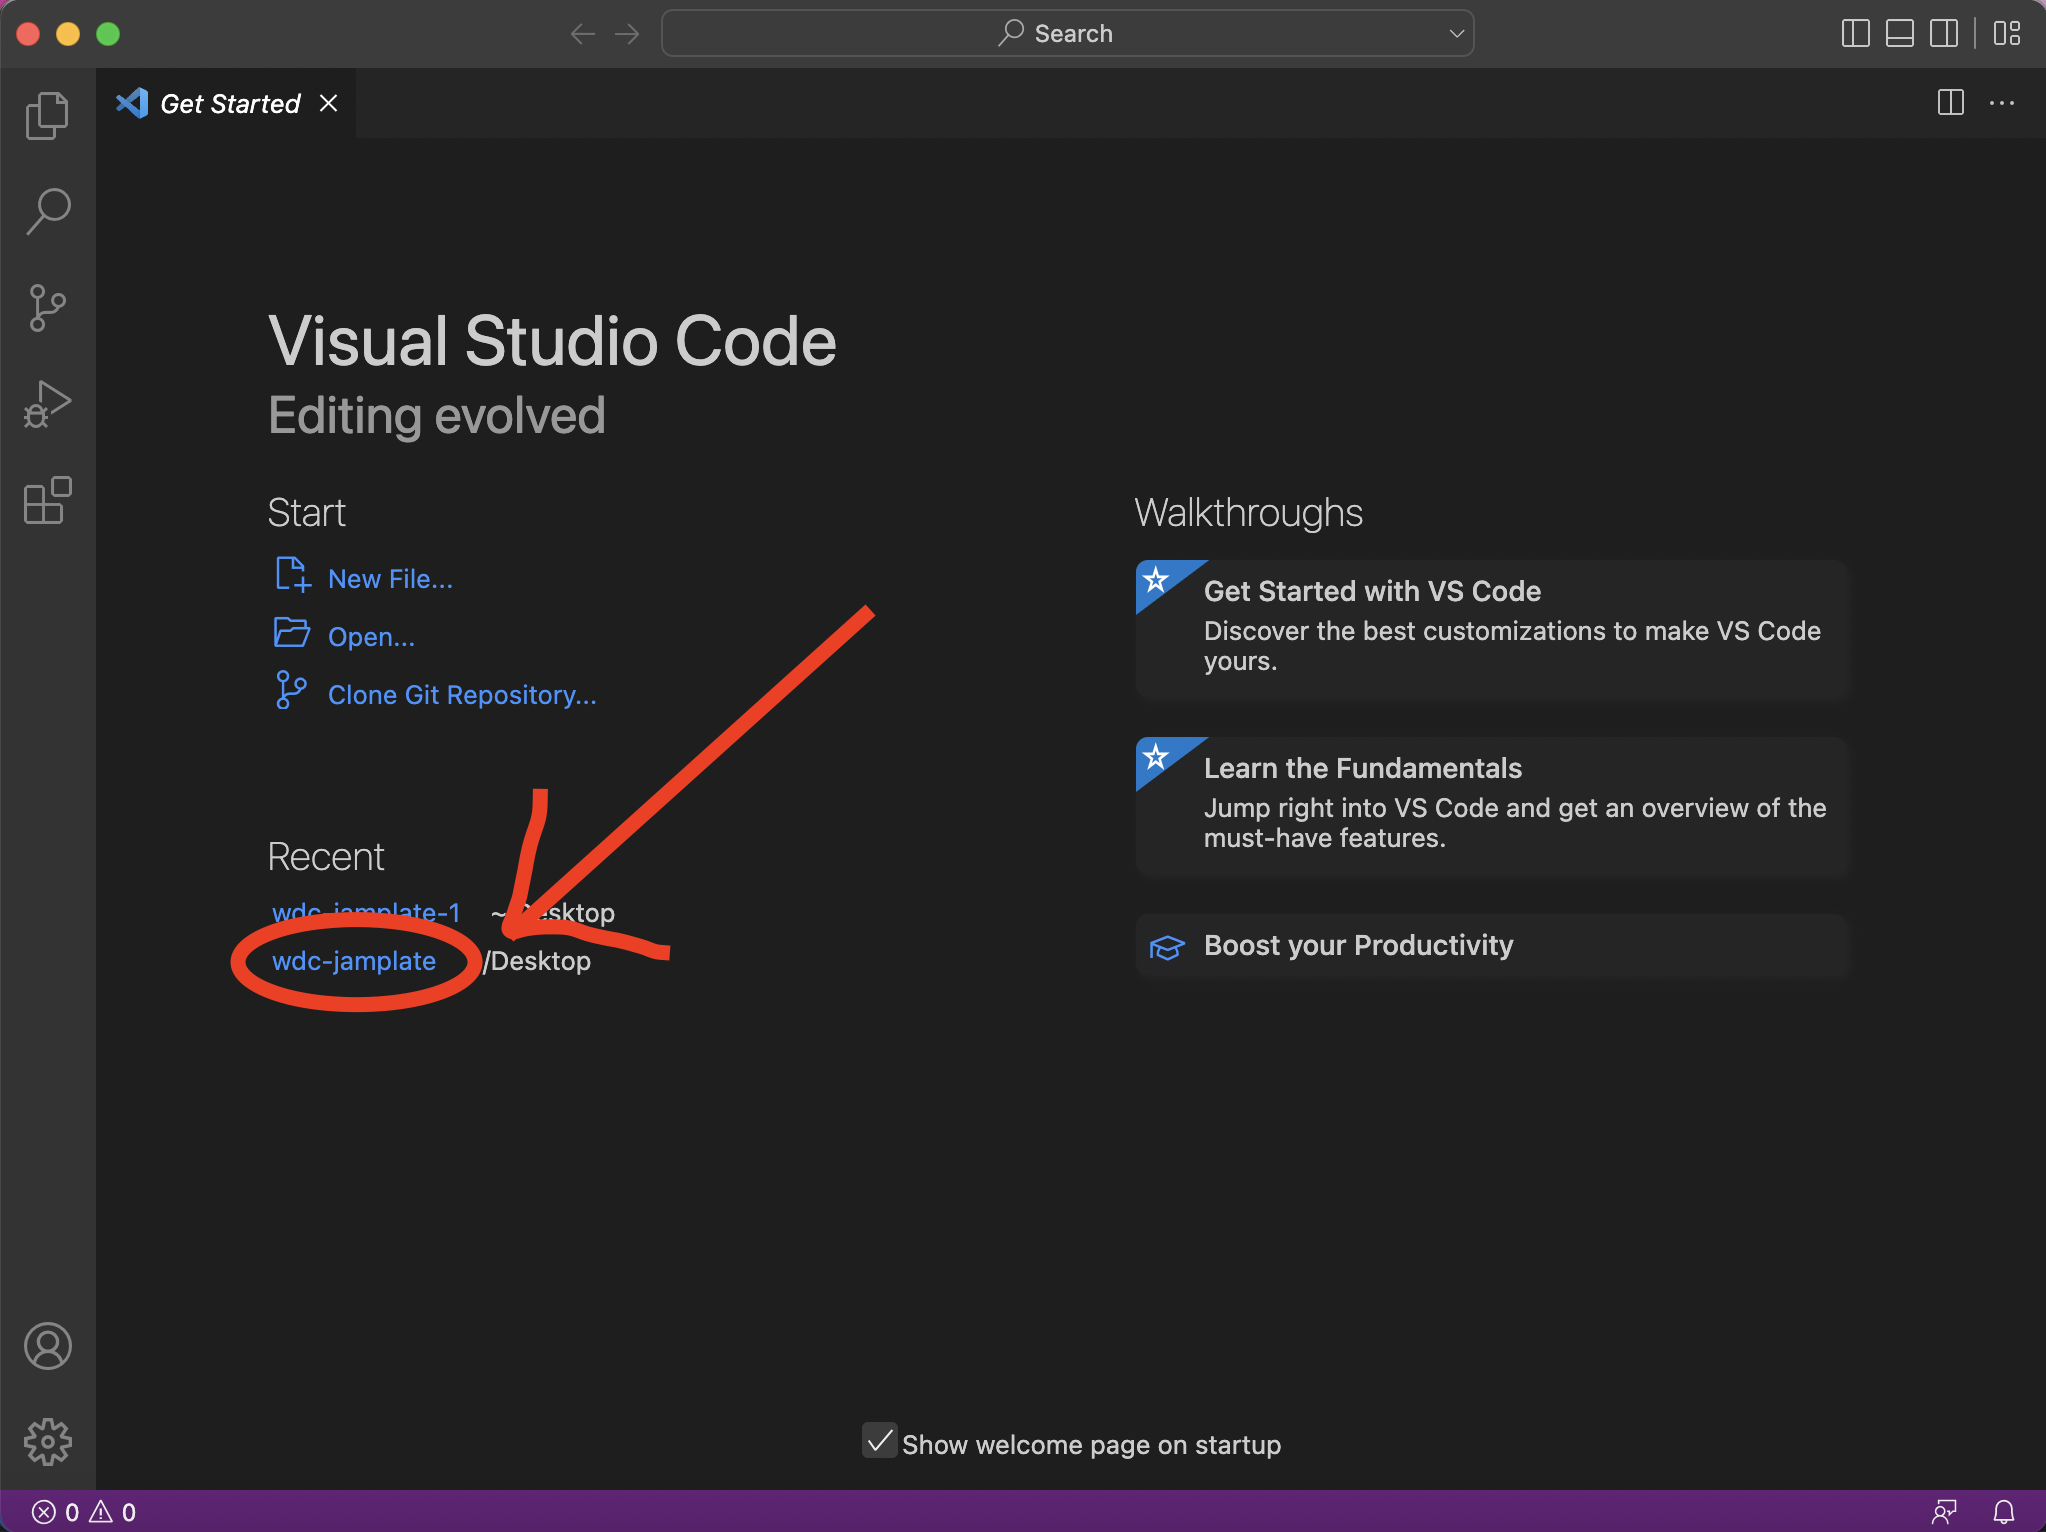 Search
Get Started
Visual Studio Code
Editing evolved
Start
New File...
Open...
Clone Git Repository...
Recent
wdc-jamplate-1 ~/Desktop
wdc-jamplate /Desktop
Walkthroughs
Get Started with VS Code
Discover the best customizations to make VS Code
yours.
Learn the Fundamentals
Jump right into VS Code and get an overview of the
must-have features.
Boost your Productivity
Show welcome page on startup
0 0